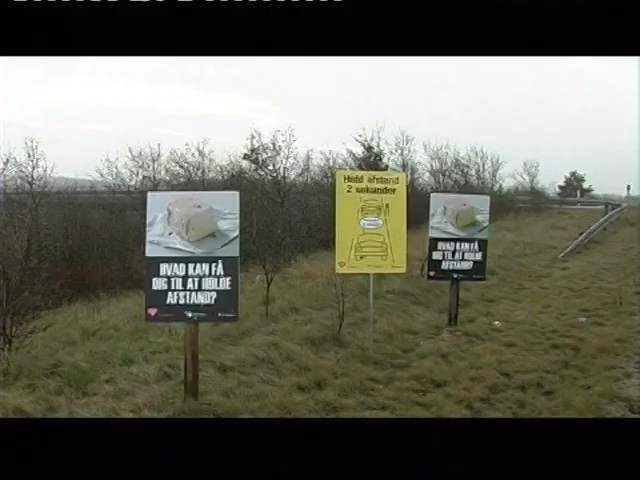 HVAD KAN FÅ
DIG TIL AT HOLDE
AFSTAND?
Hold afstand
2 sekunder
HVAD KAN FÅ
DIG TIL AT HOLDE
AFSTAND?